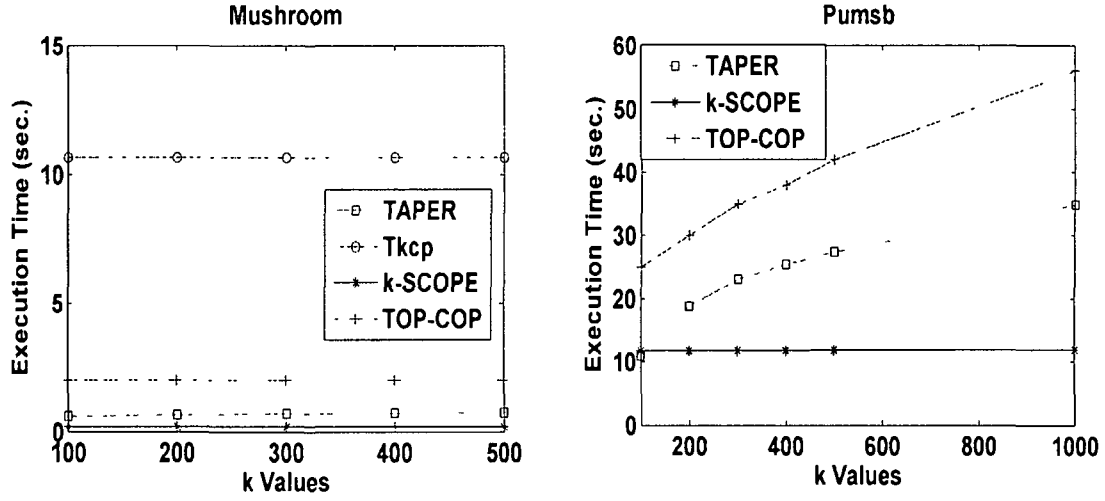 Mushroom
Execution Time (sec.)
15
10
5
0
TAPER
Tkcp
k-SCOPE
TOP-COP
100 200 300 400 500
k Values
Pumsb
Execution Time (sec.)
60
50
40
30
20
10
0
TAPER
k-SCOPE
TOP-COP
200 400 600 800 1000
k Values